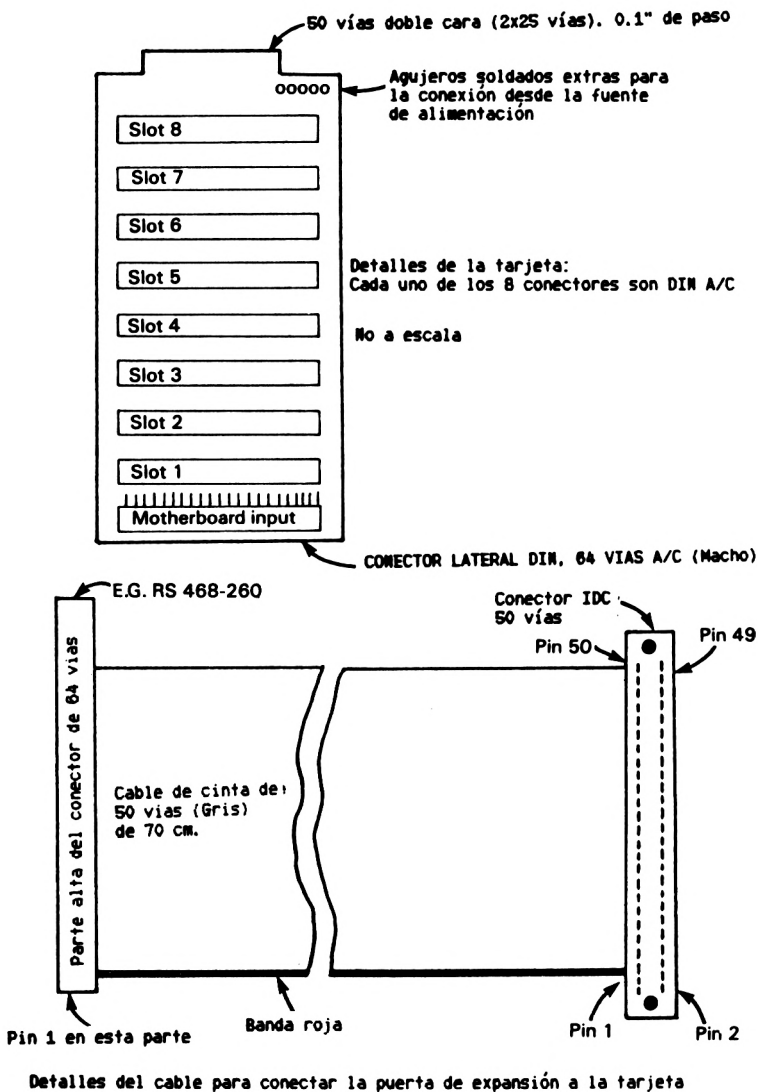 50 vías doble cara (2x25 vías). 0.1" de paso
Agujeros soldados extras para
la conexión desde la fuente
de alimentación
ooooo
Slot 8
Slot 7
Slot 6
Slot 5
Detalles de la tarjeta:
Cada uno de los 8 conectores son DIN A/C
Slot 4
No a escala
Slot 3
Slot 2
Slot 1
Motherboard input
CONECTOR LATERAL DIN, 64 VIAS A/C (Macho)
E.G. RS 468-260
Conector IDC
50 vías
Pin 50
Pin 49
Parte alta del conector de 64 vias
Cable de cinta de
50 vias (Gris)
de 70 cm.
Pin 1 en esta parte
Banda roja
Pin 1
Pin 2
Detalles del cable para conectar la puerta de expansión a la tarjeta